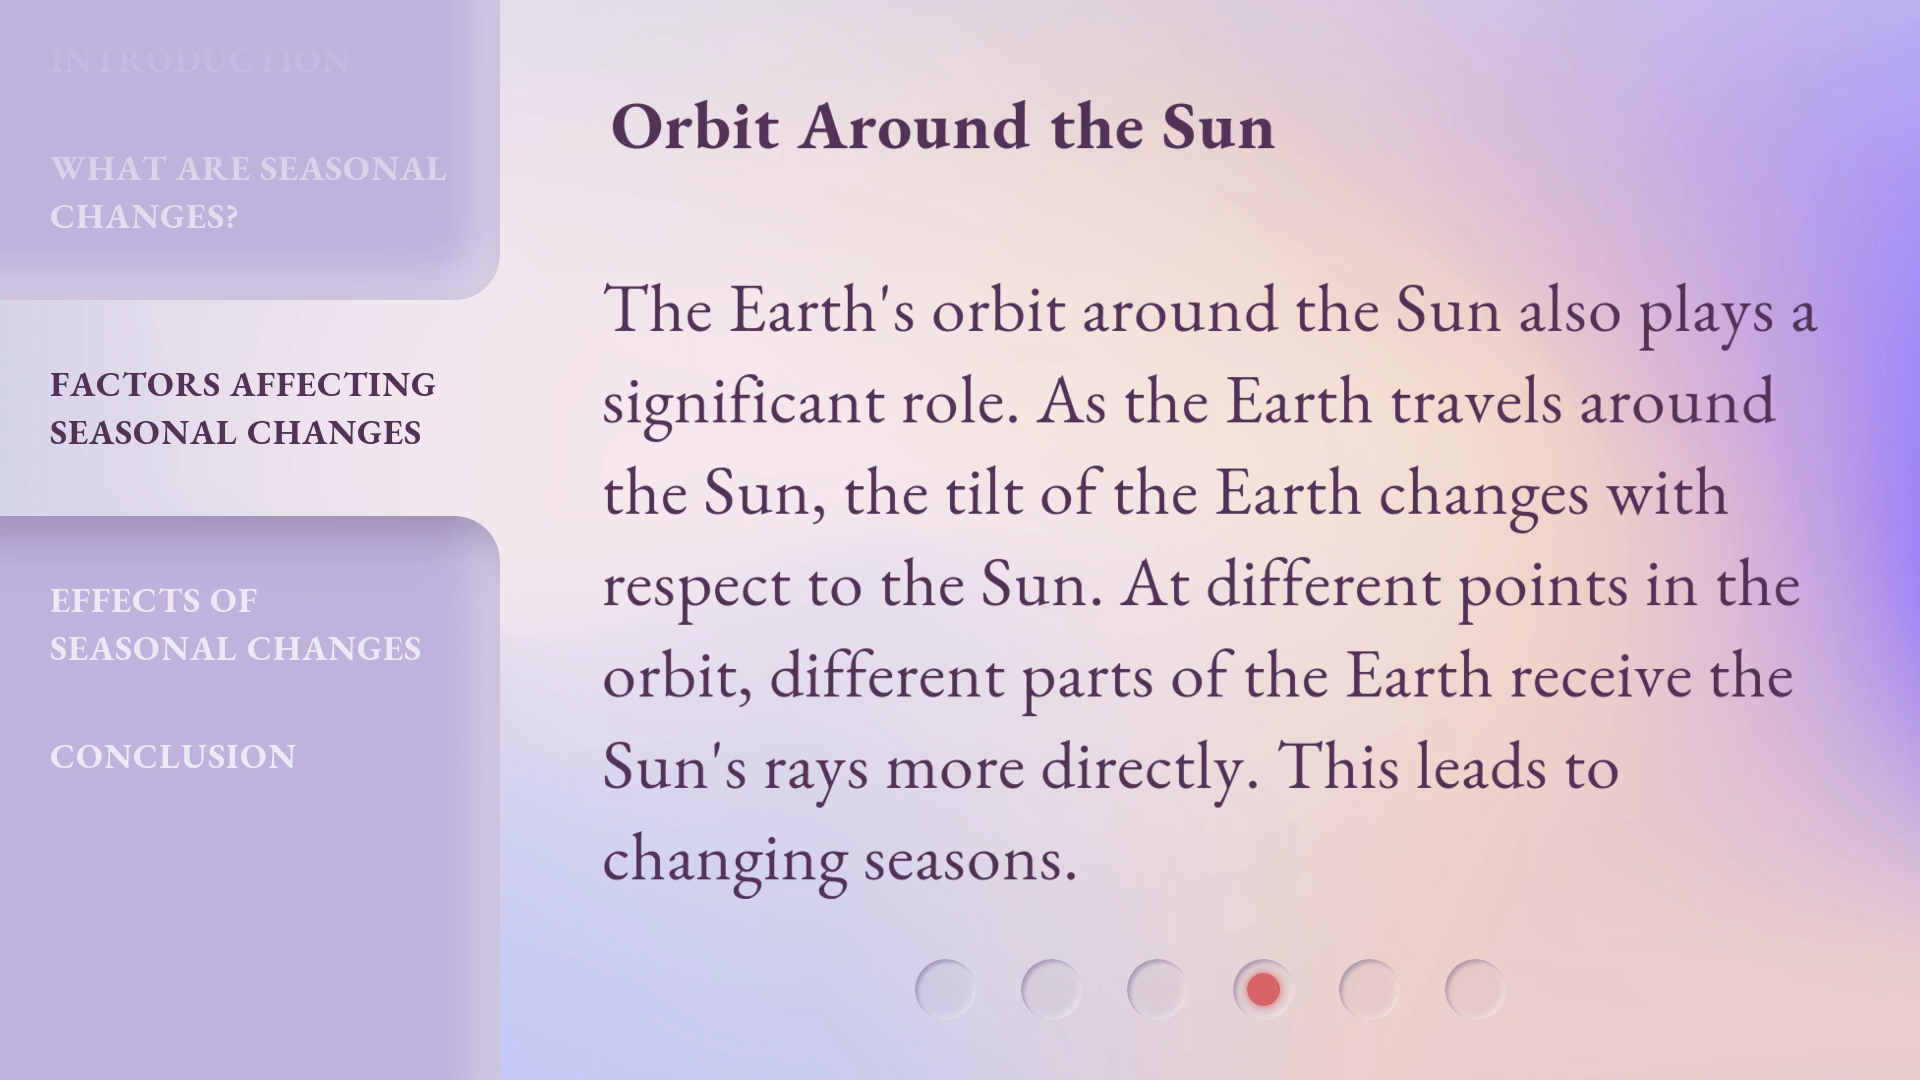 INTRODUCTION
WHAT ARE SEASONAL
CHANGES?
FACTORS AFFECTING
SEASONAL CHANGES
EFFECTS OF
SEASONAL CHANGES
CONCLUSION
Orbit Around the Sun
The Earth's orbit around the Sun also plays a
significant role. As the Earth travels around
the Sun, the tilt of the Earth changes with
respect to the Sun. At different points in the
orbit, different parts of the Earth receive the
Sun's rays more directly. This leads to
changing seasons.